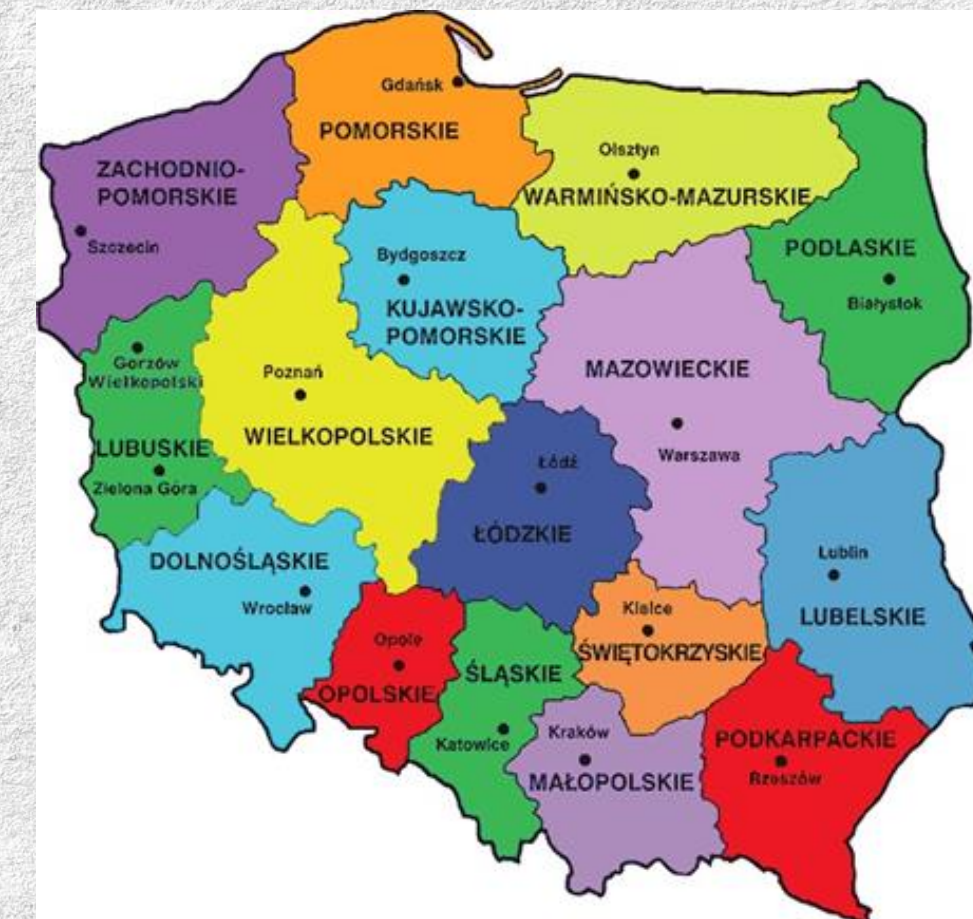 Gdańsk
POMORSKIE
ZACHODNIO-
POMORSKIE
Szczecin
Olsztyn
WARMIŃSKO-MAZURSKIE
PODLASKIE
Białystok
Bydgoszcz
KUJAWSKO-
POMORSKIE
Gorzów
Wielkopolski
LUBUSKIE
Zielona Góra
Poznań
WIELKOPOLSKIE
MAZOWIECKIE
Warszawa
Łódź
ŁÓDZKIE
DOLNOŚLĄSKIE
Wrocław
Lublin
LUBELSKIE
Opole
OPOLSKIE
ŚLĄSKIE
Katowice
Kielce
ŚWIĘTOKRZYSKIE
Kraków
MAŁOPOLSKIE
PODKARPACKIE
Rzeszów